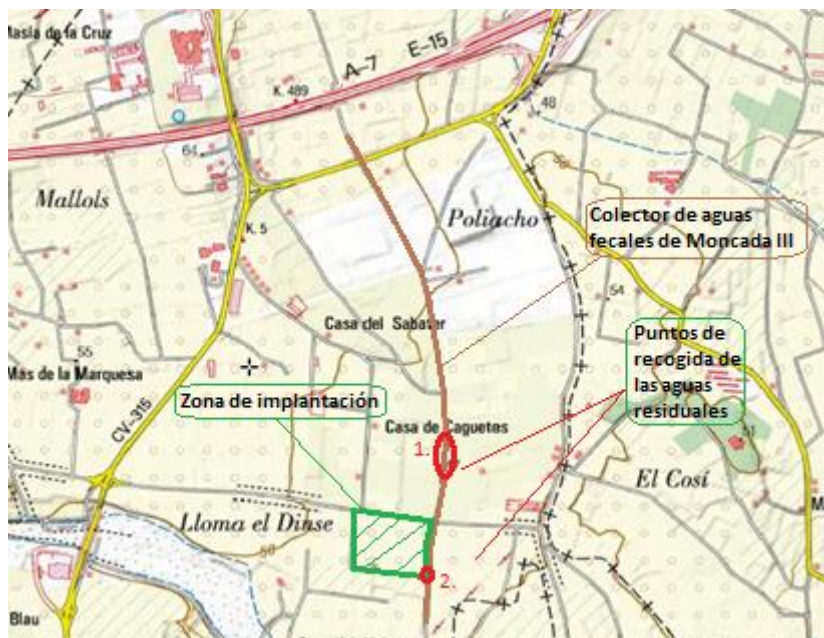 Masía de la Cruz
E-15
A-7
K. 489
48
64
Mallols
K. 5
Poliacho
Colector de aguas
fecales de Moncada III
54
Casa del Sabater
Puntos de
recogida de
las aguas
residuales
55
Mas de la Marquesa
Zona de implantación
CV-315
Casa de Caguetes
1.
51
El Cosí
Lloma el Dinse
50
2.
Blau